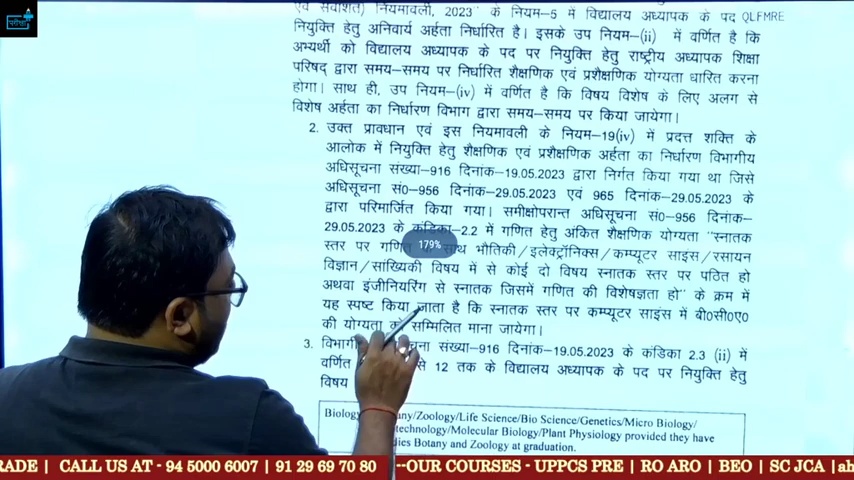 परीक्षा
एवं सेवाशर्त) नियमावली, 2023" के नियम–5 में विद्यालय अध्यापक के पद QLFMRE
नियुक्ति हेतु अनिवार्य अर्हता निर्धारित है। इसके उप नियम–(ii) में वर्णित है कि
अभ्यर्थी को विद्यालय अध्यापक के पद पर नियुक्ति हेतु राष्ट्रीय अध्यापक शिक्षा
परिषद् द्वारा समय–समय पर निर्धारित शैक्षणिक एवं प्रशैक्षणिक योग्यता धारित करना
होगा। साथ ही, उप नियम–(iv) में वर्णित है कि विषय विशेष के लिए अलग से
विशेष अर्हता का निर्धारण विभाग द्वारा समय–समय पर किया जायेगा।
2. उक्त प्रावधान एवं इस नियमावली के नियम–19(iv) में प्रदत्त शक्ति के
आलोक में नियुक्ति हेतु शैक्षणिक एवं प्रशैक्षणिक अर्हता का निर्धारण विभागीय
अधिसूचना संख्या–916 दिनांक–19.05.2023 द्वारा निर्गत किया गया था जिसे
अधिसूचना सं0–956 दिनांक–29.05.2023 एवं 965 दिनांक–29.05.2023 के
द्वारा परिमार्जित किया गया। समीक्षोपरान्त अधिसूचना सं0–956 दिनांक–
29.05.2023 के कंडिका–2.2 में गणित हेतु अंकित शैक्षणिक योग्यता "स्नातक
179%
स्तर पर गणित के साथ भौतिकी/इलेक्ट्रॉनिक्स/कम्प्यूटर साइंस/रसायन
विज्ञान/सांख्यिकी विषय में से कोई दो विषय स्नातक स्तर पर पठित हो
अथवा इंजीनियरिंग से स्नातक जिसमें गणित की विशेषज्ञता हो" के क्रम में
यह स्पष्ट किया जाता है कि स्नातक स्तर पर कम्प्यूटर साइंस में बी0सी0ए0
की योग्यता को सम्मिलित माना जायेगा।
3. संख्या–916 दिनांक–19.05.2023 के कंडिका 2.3 (ii) में
वर्णित से 12 तक के विद्यालय अध्यापक के पद पर नियुक्ति हेतु
विषय
Biology/Zoology/Life Science/Bio Science/Genetics/Micro Biology/
technology/Molecular Biology/Plant Physiology provided they have
Botany and Zoology at graduation.
RADE | CALL US AT - 94 5000 6007 | 91 29 69 70 80 --OUR COURSES - UPPCS PRE | RO ARO | BEO | SC JCA |